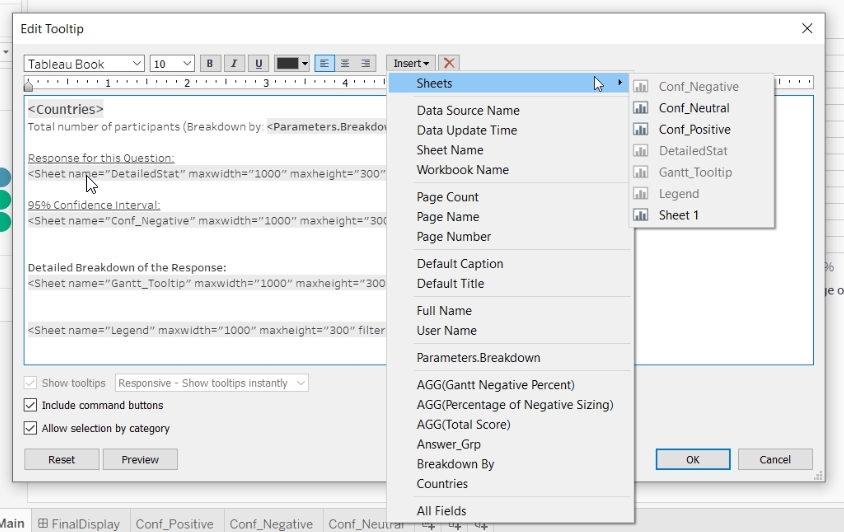 Edit Tooltip
Tableau Book 10 B I U Insert
1 2 3 4
<Countries>
Total number of participants (Breakdown by: <Parameters.Breakdow
Response for this Question:
<Sheet name="DetailedStat" maxwidth="1000" maxheight="300"
95% Confidence Interval:
<Sheet name="Conf_Negative" maxwidth="1000" maxheight="300"
Detailed Breakdown of the Response:
<Sheet name="Gantt_Tooltip" maxwidth="1000" maxheight="300
<Sheet name="Legend" maxwidth="1000" maxheight="300" filter
Sheets
Data Source Name
Data Update Time
Sheet Name
Workbook Name
Page Count
Page Name
Page Number
Default Caption
Default Title
Full Name
User Name
Parameters.Breakdown
AGG(Gantt Negative Percent)
AGG(Percentage of Negative Sizing)
AGG(Total Score)
Answer_Grp
Breakdown By
Countries
All Fields
Conf_Negative
Conf_Neutral
Conf_Positive
DetailedStat
Gantt_Tooltip
Legend
Sheet 1
%
ge o
Show tooltips Responsive - Show tooltips instantly
Include command buttons
Allow selection by category
Reset Preview OK Cancel
Main FinalDisplay Conf_Positive Conf_Negative Conf_Neutral